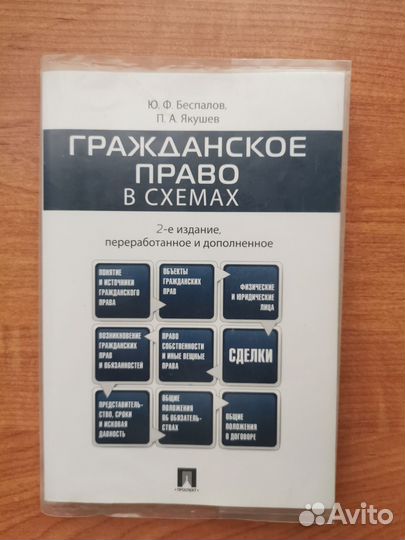 Ю. Ф. Беспалов,
П. А. Якушев
ГРАЖДАНСКОЕ
ПРАВО
В СХЕМАХ
2-е издание,
переработанное и дополненное
ПОНЯТИЕ
И ИСТОЧНИКИ
ГРАЖДАНСКОГО
ПРАВА
ОБЪЕКТЫ
ГРАЖДАНСКИХ
ПРАВ
ФИЗИЧЕСКИЕ
И ЮРИДИЧЕСКИЕ
ЛИЦА
ВОЗНИКНОВЕНИЕ
ГРАЖДАНСКИХ
ПРАВ
И ОБЯЗАННОСТЕЙ
ПРАВО
СОБСТВЕННОСТИ
И ИНЫЕ ВЕЩНЫЕ
ПРАВА
СДЕЛКИ
ПРЕДСТАВИТЕЛЬ-
СТВО, СРОКИ
И ИСКОВАЯ
ДАВНОСТЬ
ОБЩИЕ
ПОЛОЖЕНИЯ
ОБ ОБЯЗАТЕЛЬ-
СТВАХ
ОБЩИЕ
ПОЛОЖЕНИЯ
О ДОГОВОРЕ
•ПРОСПЕКТ•
Avito